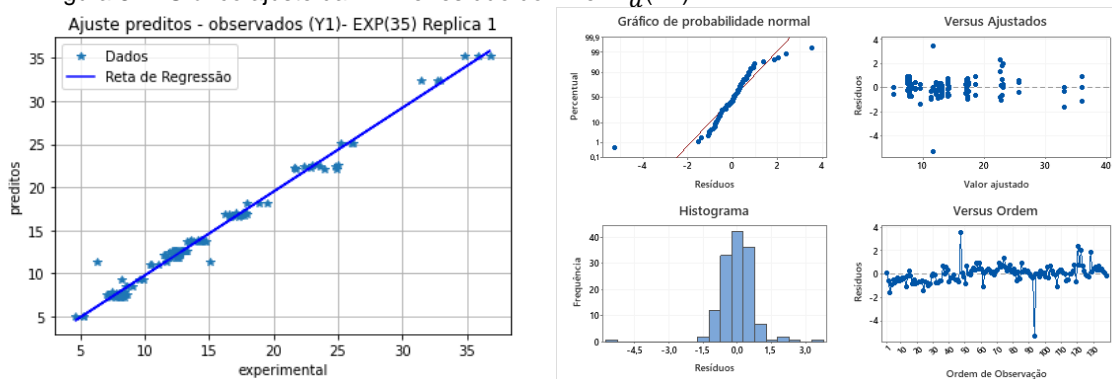 Ajuste preditos - observados (Y1)- EXP(35) Replica 1
Dados
Reta de Regressão
preditos
35
30
25
20
15
10
5
5 10 15 20 25 30 35
experimental
Gráfico de probabilidade normal
Percentual
99,9
99
90
50
10
1
0,1
-4 -2 0 2 4
Resíduos
Versus Ajustados
Resíduos
4
2
0
-2
-4
10 20 30 40
Valor ajustado
Histograma
Frequência
40
30
20
10
0
-4,5 -3,0 -1,5 0,0 1,5 3,0
Resíduos
Versus Ordem
Resíduos
4
2
0
-2
-4
1 10 20 30 40 50 60 70 80 90 100 110 120 130
Ordem de Observação